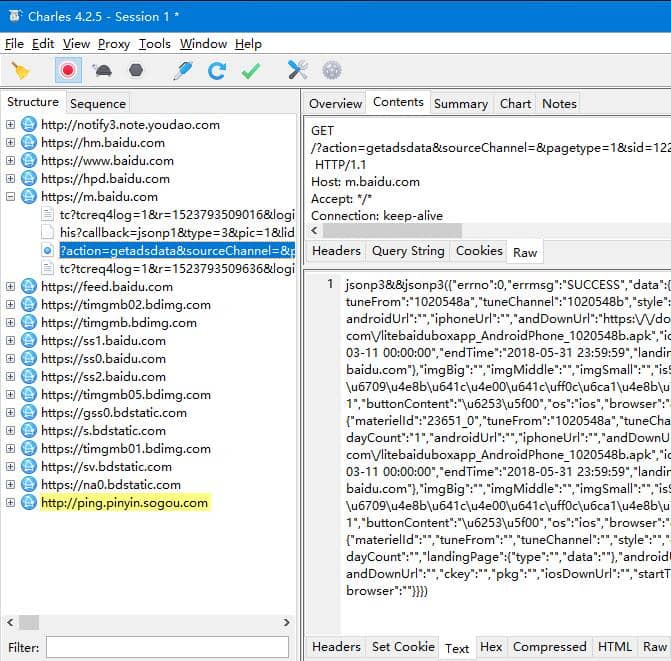 Charles 4.2.5 - Session 1 *
File Edit View Proxy Tools Window Help
Structure Sequence
http://notify3.note.youdao.com
https://hm.baidu.com
https://www.baidu.com
https://hpd.baidu.com
https://m.baidu.com
tc?tcreq4log=1&r=1523793509016&logi
his?callback=jsonp1&type=3&pic=1&lid
?action=getadsdata&sourceChannel=&p
tc?tcreq4log=1&r=1523793509636&logi
https://feed.baidu.com
https://timgmb02.bdimg.com
https://timgmb.bdimg.com
https://ss1.baidu.com
https://ss0.baidu.com
https://ss2.baidu.com
https://timgmb05.bdimg.com
https://gss0.bdstatic.com
https://s.bdstatic.com
https://timgmb01.bdimg.com
https://sv.bdstatic.com
https://na0.bdstatic.com
http://ping.pinyin.sogou.com
Filter:
Overview Contents Summary Chart Notes
GET
/?action=getadsdata&sourceChannel=&pagetype=1&sid=122
HTTP/1.1
Host: m.baidu.com
Accept: */*
Connection: keep-alive
Headers Query String Cookies Raw
1 jsonp3&&jsonp3({"errno":0,"errmsg":"SUCCESS","data":{
tuneFrom":"1020548a","tuneChannel":"1020548b","style":
androidUrl":"","iphoneUrl":"","andDownUrl":"https:\/\/do
com\/litebaiduboxapp_AndroidPhone_1020548b.apk","ic
03-11 00:00:00","endTime":"2018-05-31 23:59:59","landin
baidu.com"},"imgBig":"","imgMiddle":"","imgSmall":"","isS
\u6709\u4e8b\u641c\u4e00\u641c\uff0c\u6ca1\u4e8b\u
1","buttonContent":"\u6253\u5f00","os":"ios","browser":"
{"materielId":"23651_0","tuneFrom":"1020548a","tuneCha
dayCount":"1","androidUrl":"","iphoneUrl":"","andDownU
com\/litebaiduboxapp_AndroidPhone_1020548b.apk","ic
03-11 00:00:00","endTime":"2018-05-31 23:59:59","landin
baidu.com"},"imgBig":"","imgMiddle":"","imgSmall":"","isS
\u6709\u4e8b\u641c\u4e00\u641c\uff0c\u6ca1\u4e8b\u
1","buttonContent":"\u6253\u5f00","os":"ios","browser":"
{"materielId":"","tuneFrom":"","tuneChannel":"","style":"",
dayCount":"","landingPage":{"type":"","data":""},"android
andDownUrl":"","ckey":"","pkg":"","iosDownUrl":"","startT
browser":""}}}})
Headers Set Cookie Text Hex Compressed HTML Raw